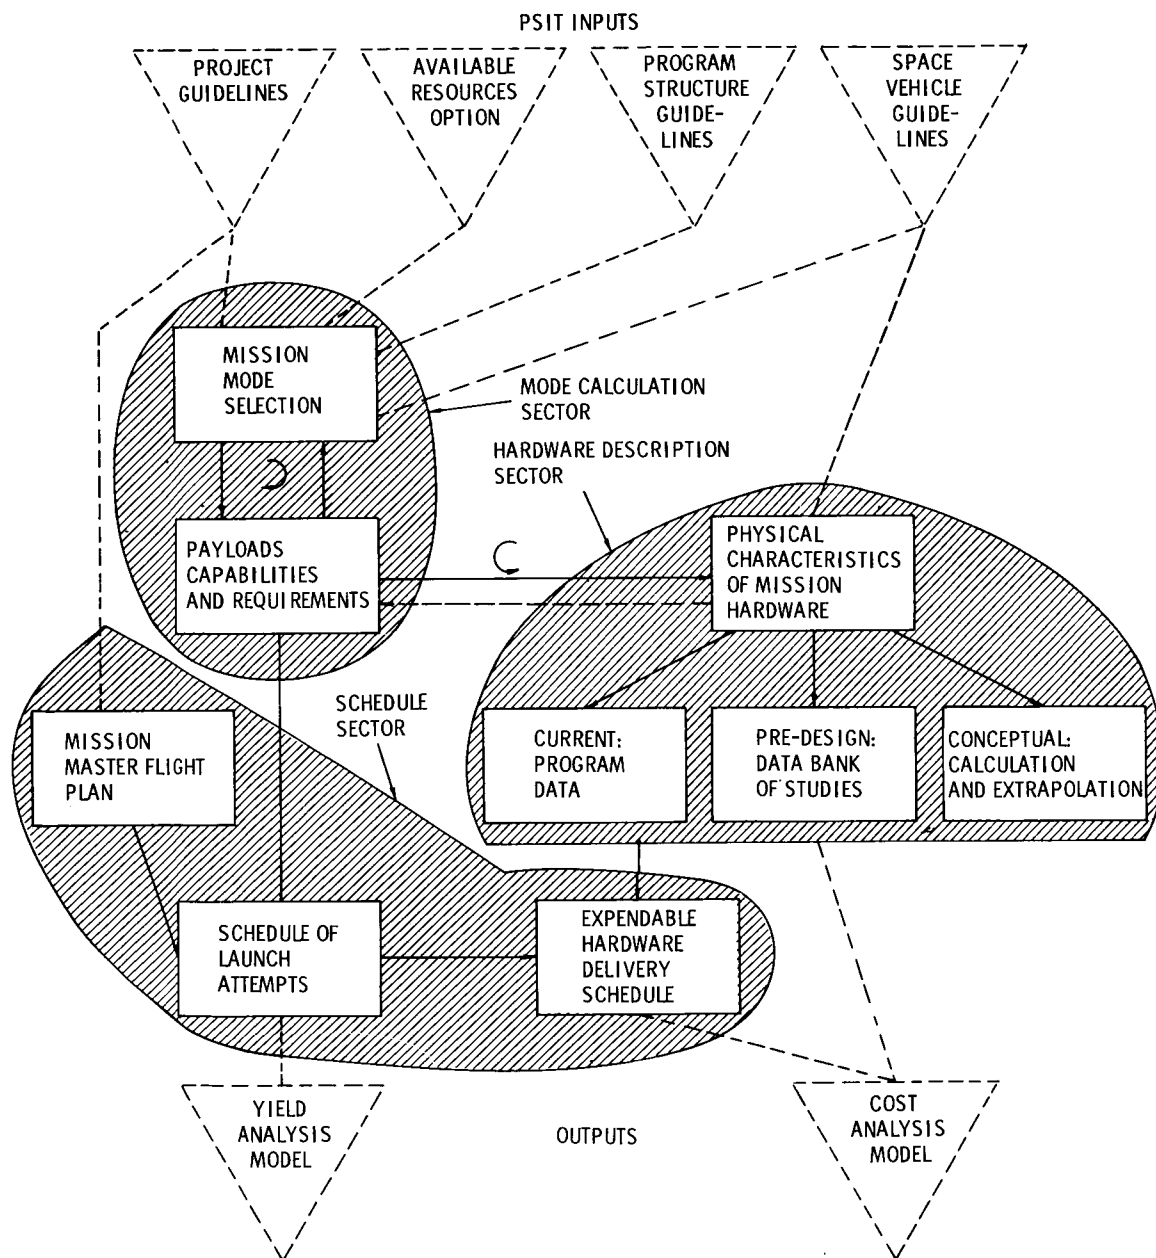 PSIT INPUTS
PROJECT
GUIDELINES
AVAILABLE
RESOURCES
OPTION
PROGRAM
STRUCTURE
GUIDE-
LINES
SPACE
VEHICLE
GUIDE-
LINES
MISSION
MODE
SELECTION
MODE CALCULATION
SECTOR
HARDWARE DESCRIPTION
SECTOR
PAYLOADS
CAPABILITIES
AND REQUIREMENTS
PHYSICAL
CHARACTERISTICS
OF MISSION
HARDWARE
SCHEDULE
SECTOR
MISSION
MASTER FLIGHT
PLAN
CURRENT:
PROGRAM
DATA
PRE-DESIGN:
DATA BANK
OF STUDIES
CONCEPTUAL:
CALCULATION
AND EXTRAPOLATION
SCHEDULE OF
LAUNCH
ATTEMPTS
EXPENDABLE
HARDWARE
DELIVERY
SCHEDULE
YIELD
ANALYSIS
MODEL
OUTPUTS
COST
ANALYSIS
MODEL